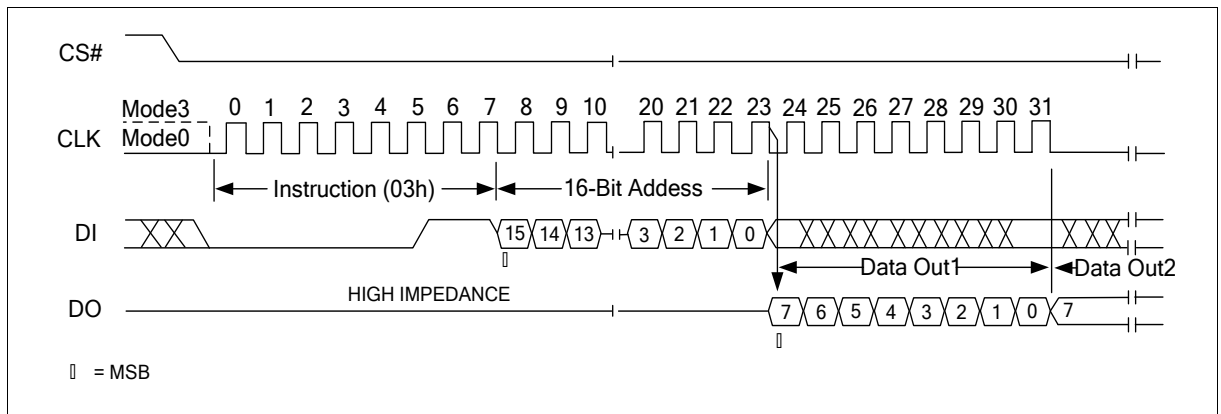 CS#
Mode3 0 1 2 3 4 5 6 7 8 9 10 20 21 22 23 24 25 26 27 28 29 30 31
CLK Mode0
Instruction (03h) 16-Bit Addess
DI 15 14 13 3 2 1 0
Data Out1 Data Out2
HIGH IMPEDANCE
DO 7 6 5 4 3 2 1 0 7
▯ = MSB